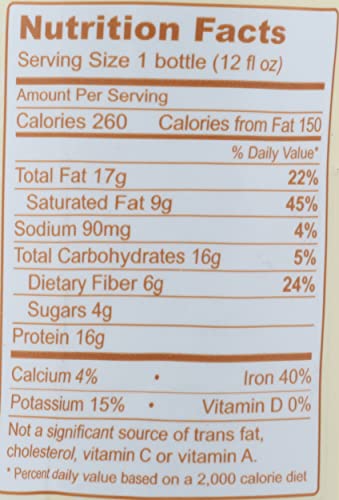 Nutrition Facts
Serving Size 1 bottle (12 fl oz)
Amount Per Serving
Calories 260 Calories from Fat 150
% Daily Value*
Total Fat 17g 22%
Saturated Fat 9g 45%
Sodium 90mg 4%
Total Carbohydrates 16g 5%
Dietary Fiber 6g 24%
Sugars 4g
Protein 16g
Calcium 4% • Iron 40%
Potassium 15% • Vitamin D 0%
Not a significant source of trans fat,
cholesterol, vitamin C or vitamin A.
* Percent daily value based on a 2,000 calorie diet